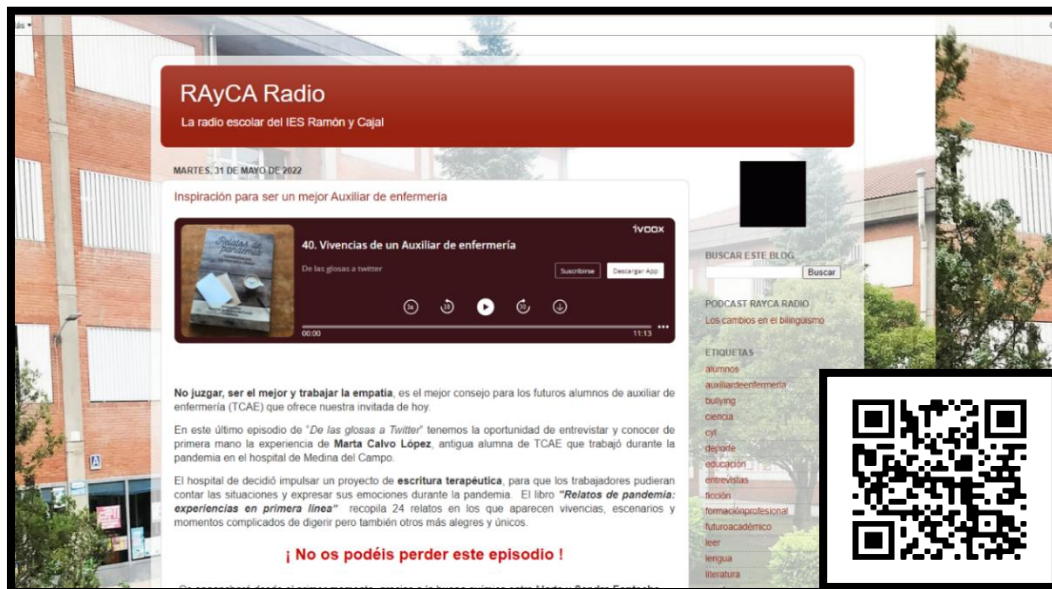 ás
RAyCA Radio
La radio escolar del IES Ramón y Cajal
MARTES, 31 DE MAYO DE 2022
Inspiración para ser un mejor Auxiliar de enfermería
Relatos de
pandemia
ivoox
40. Vivencias de un Auxiliar de enfermería
De las glosas a twitter
Suscribirse
Descargar App
00:00
11:13
No juzgar, ser el mejor y trabajar la empatía, es el mejor consejo para los futuros alumnos de auxiliar de
enfermería (TCAE) que ofrece nuestra invitada de hoy.
En este último episodio de "De las glosas a Twitter" tenemos la oportunidad de entrevistar y conocer de
primera mano la experiencia de Marta Calvo López, antigua alumna de TCAE que trabajó durante la
pandemia en el hospital de Medina del Campo.
El hospital de decidió impulsar un proyecto de escritura terapéutica, para que los trabajadores pudieran
contar las situaciones y expresar sus emociones durante la pandemia. El libro "Relatos de pandemia:
experiencias en primera línea" recopila 24 relatos en los que aparecen vivencias, escenarios y
momentos complicados de digerir pero también otros más alegres y únicos.
¡ No os podéis perder este episodio !
BUSCAR ESTE BLOG
Buscar
PODCAST RAYCA RADIO
Los cambios en el bilingüismo
ETIQUETAS
alumnos
auxiliardeenfermeria
bullying
ciencia
cyl
deporte
educación
entrevistas
ficción
formaciónprofesional
futuroacadémico
leer
lengua
literatura